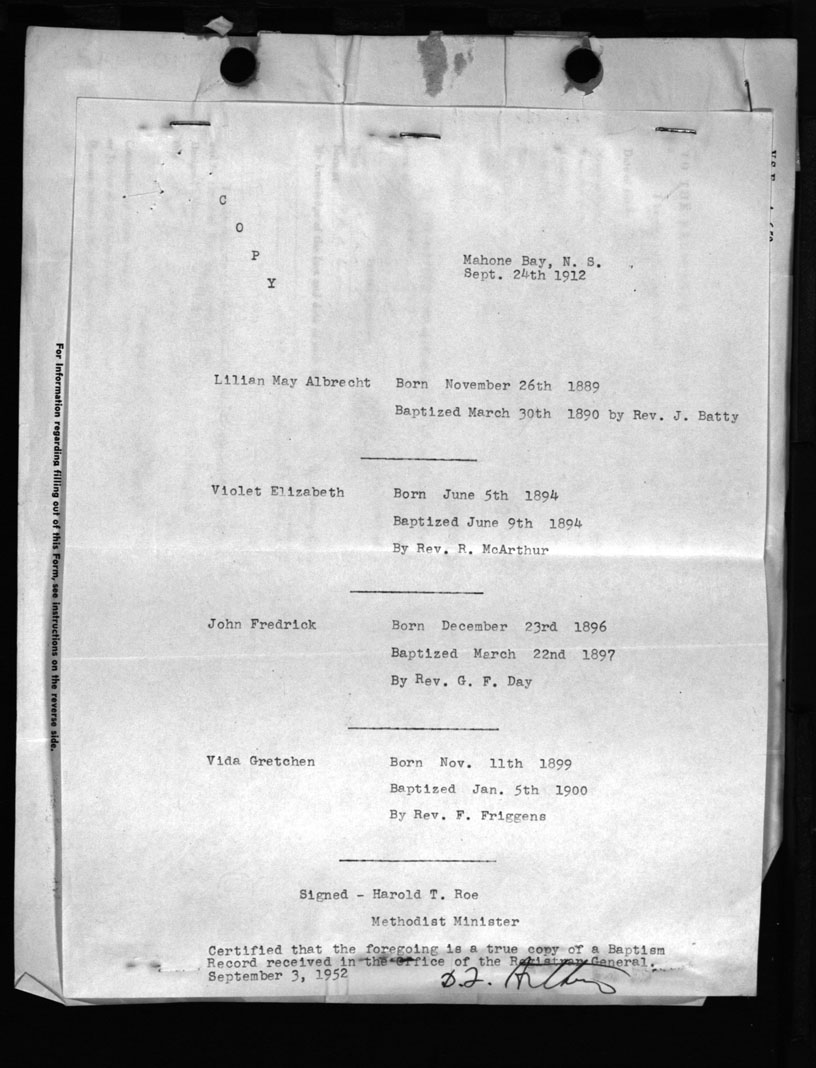 C
O
P
Y
Mahone Bay, N. S.
Sept. 24th 1912
Lilian May Albrecht Born November 26th 1889
Baptized March 30th 1890 by Rev. J. Batty
Violet Elizabeth Born June 5th 1894
Baptized June 9th 1894
By Rev. R. McArthur
John Fredrick Born December 23rd 1896
Baptized March 22nd 1897
By Rev. G. F. Day
Vida Gretchen Born Nov. 11th 1899
Baptized Jan. 5th 1900
By Rev. F. Friggens
Signed - Harold T. Roe
Methodist Minister
Certified that the foregoing is a true copy of a Baptism
Record received in the Office of the Registrar General.
September 3, 1952
For Information regarding filling out of this Form, see instructions on the reverse side.